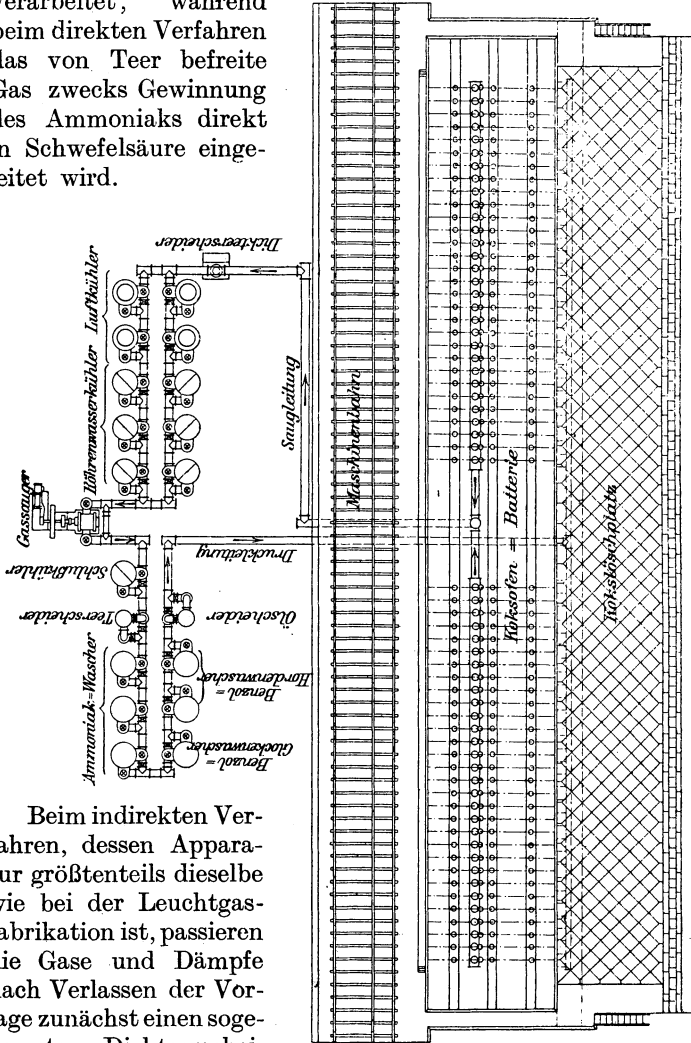 verarbeitet, während
beim direkten Verfahren
das von Teer befreite
Gas zwecks Gewinnung
des Ammoniaks direkt
in Schwefelsäure einge-
leitet wird.
Dickteerscheider
Luftkühler
Röhrenwasserkühler
Gassauger
Saugleitung
Maschinenbahn
Koksofen = Batterie
Kokslöschplatz
Druckleitung
Schlußkühler
Teerscheider
Ölscheider
Ammoniak=Wascher
Benzol=
Hordenwascher
Benzol=
Glockenwascher
Beim indirekten Ver-
fahren, dessen Appara-
tur größtenteils dieselbe
wie bei der Leuchtgas-
fabrikation ist, passieren
die Gase und Dämpfe
nach Verlassen der Vor-
lage zunächst einen soge-